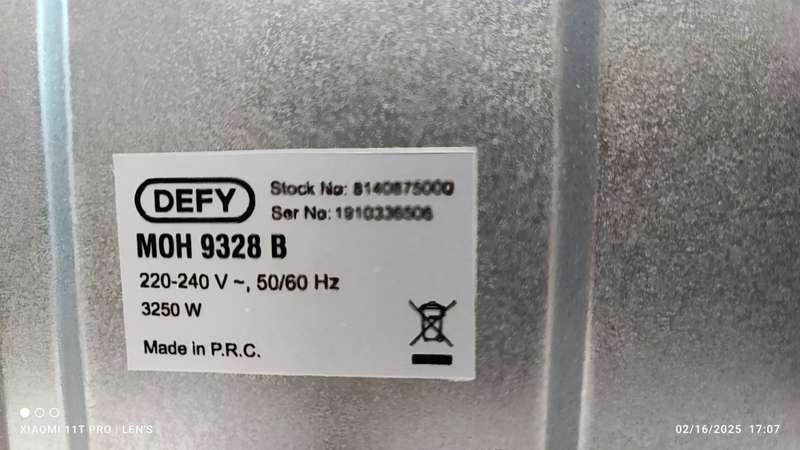 DEFY
Stock No: 8140875000
Ser No: 1910336506
MOH 9328 B
220-240 V ~, 50/60 Hz
3250 W
Made in P.R.C.
XIAOMI 11T PRO | LEN'S
02/16/2025 17:07